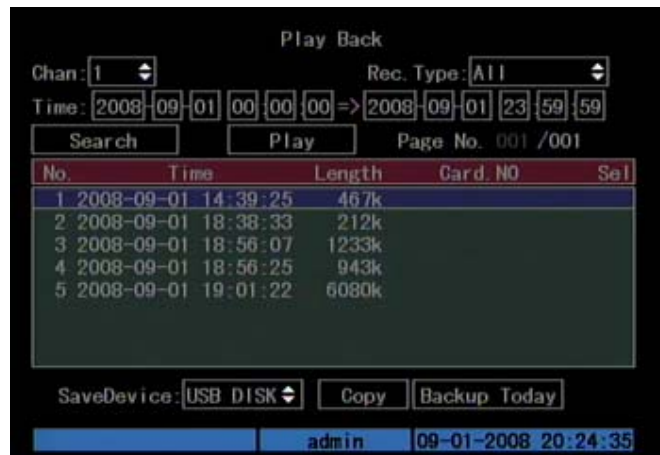 Play Back
Chan: 1 Rec. Type: All
Time: 2008-09-01 00:00:00 => 2008-09-01 23:59:59
Search Play Page No. 001 /001
No. Time Length Card. NO Sel
1 2008-09-01 14:39:25 467k
2 2008-09-01 18:38:33 212k
3 2008-09-01 18:56:07 1233k
4 2008-09-01 18:56:25 943k
5 2008-09-01 19:01:22 6080k
SaveDevice: USB DISK Copy Backup Today
admin 09-01-2008 20:24:35